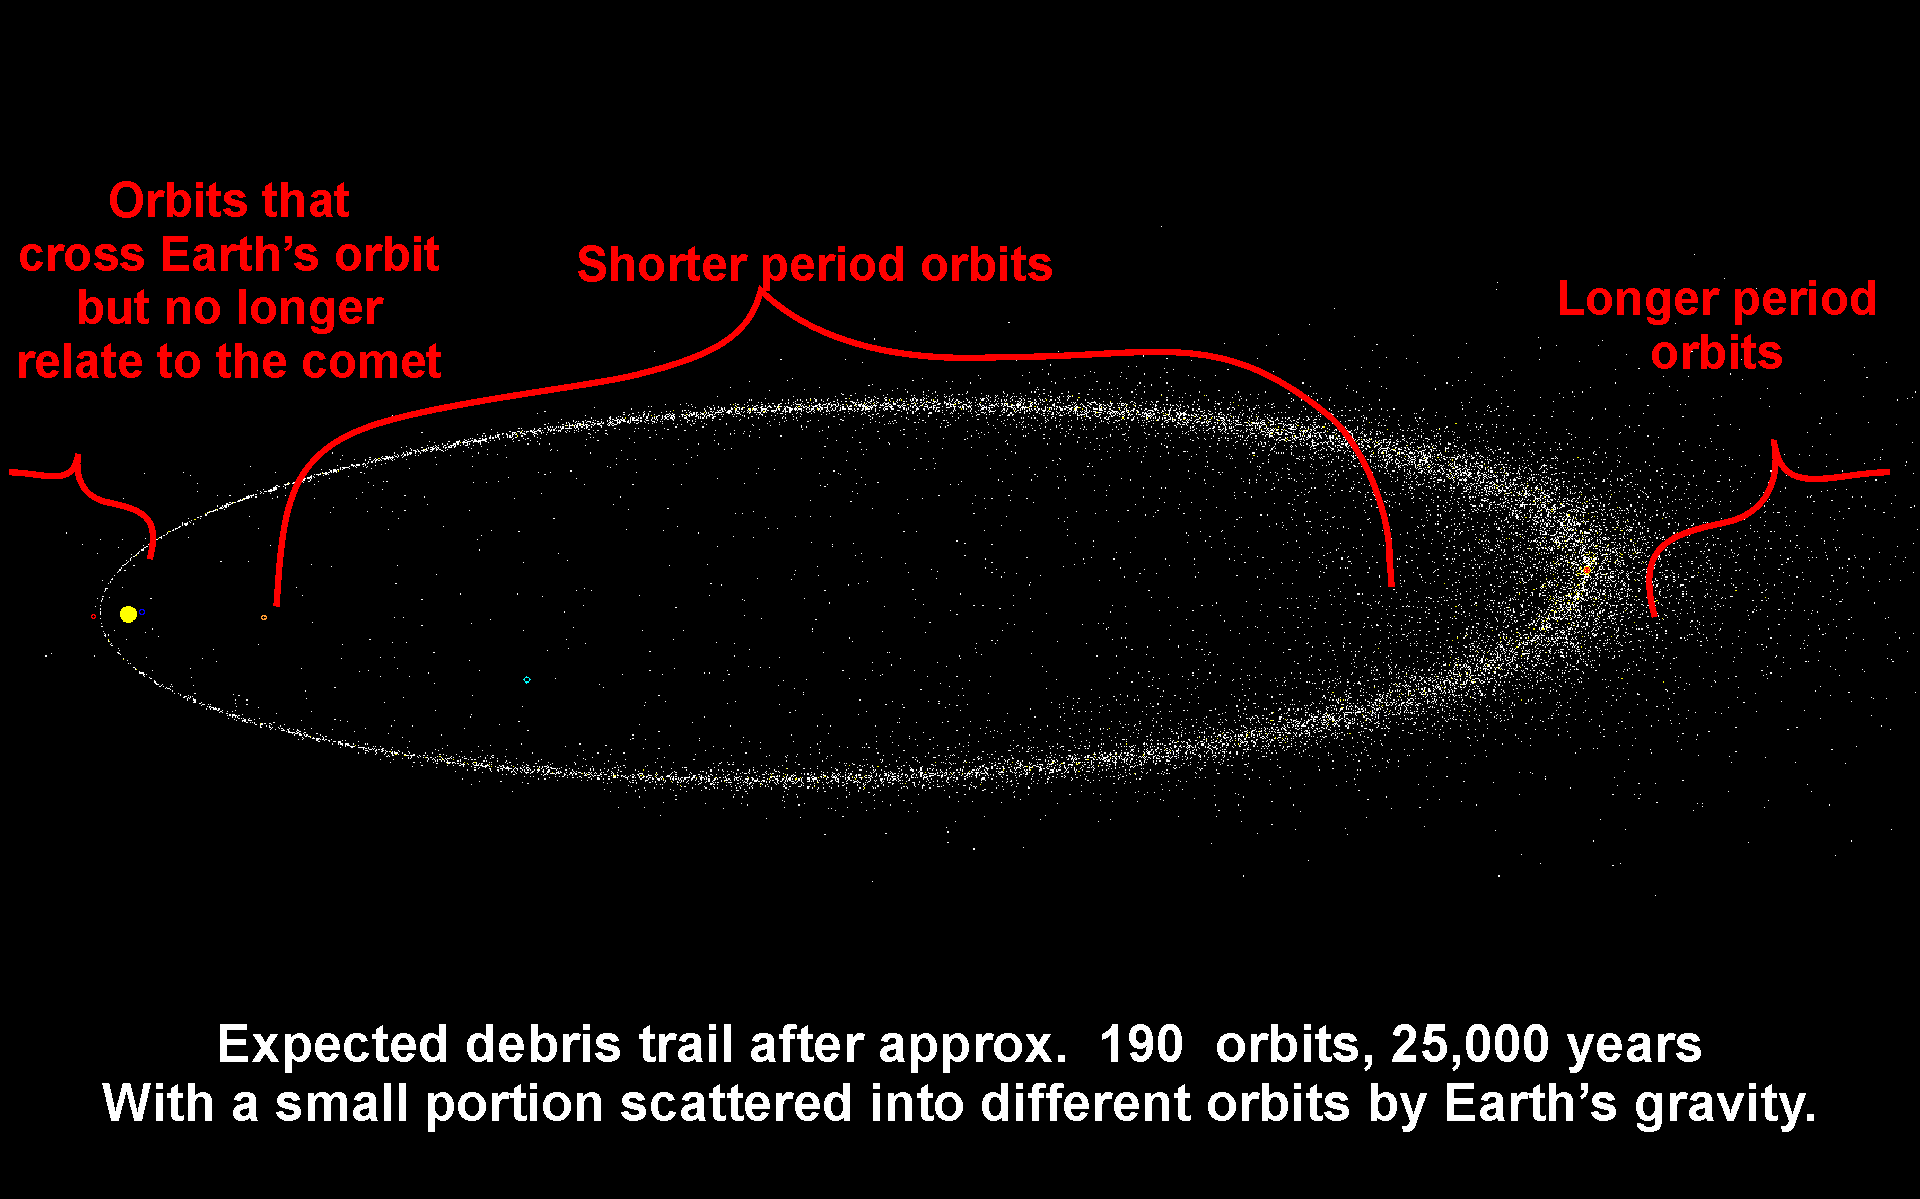 Orbits that
cross Earth’s orbit
but no longer
relate to the comet
Shorter period orbits
Longer period
orbits
Expected debris trail after approx.  190  orbits, 25,000 years
With a small portion scattered into different orbits by Earth’s gravity.